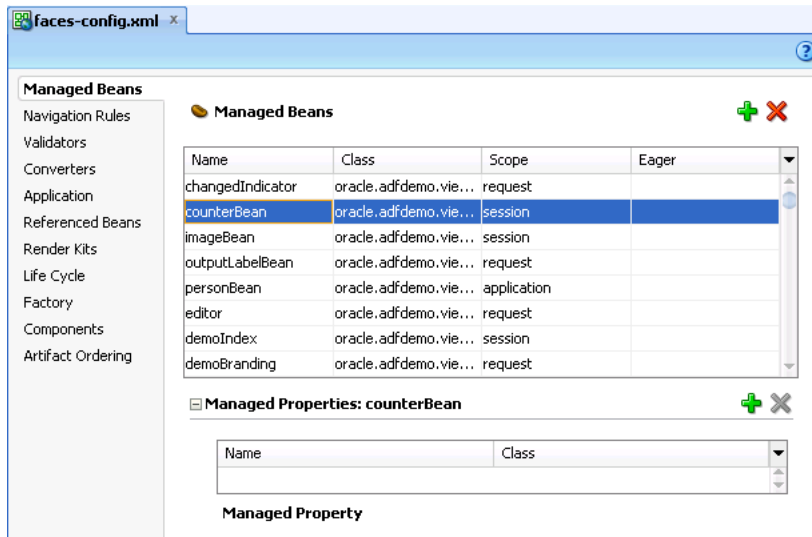 faces-config.xml x
Managed Beans
Navigation Rules
Validators
Converters
Application
Referenced Beans
Render Kits
Life Cycle
Factory
Components
Artifact Ordering
Managed Beans
Name Class Scope Eager
changedIndicator oracle.adfdemo.vie... request
counterBean oracle.adfdemo.vie... session
imageBean oracle.adfdemo.vie... session
outputLabelBean oracle.adfdemo.vie... request
personBean oracle.adfdemo.vie... application
editor oracle.adfdemo.vie... request
demoIndex oracle.adfdemo.vie... session
demoBranding oracle.adfdemo.vie... request
Managed Properties: counterBean
Name Class
Managed Property